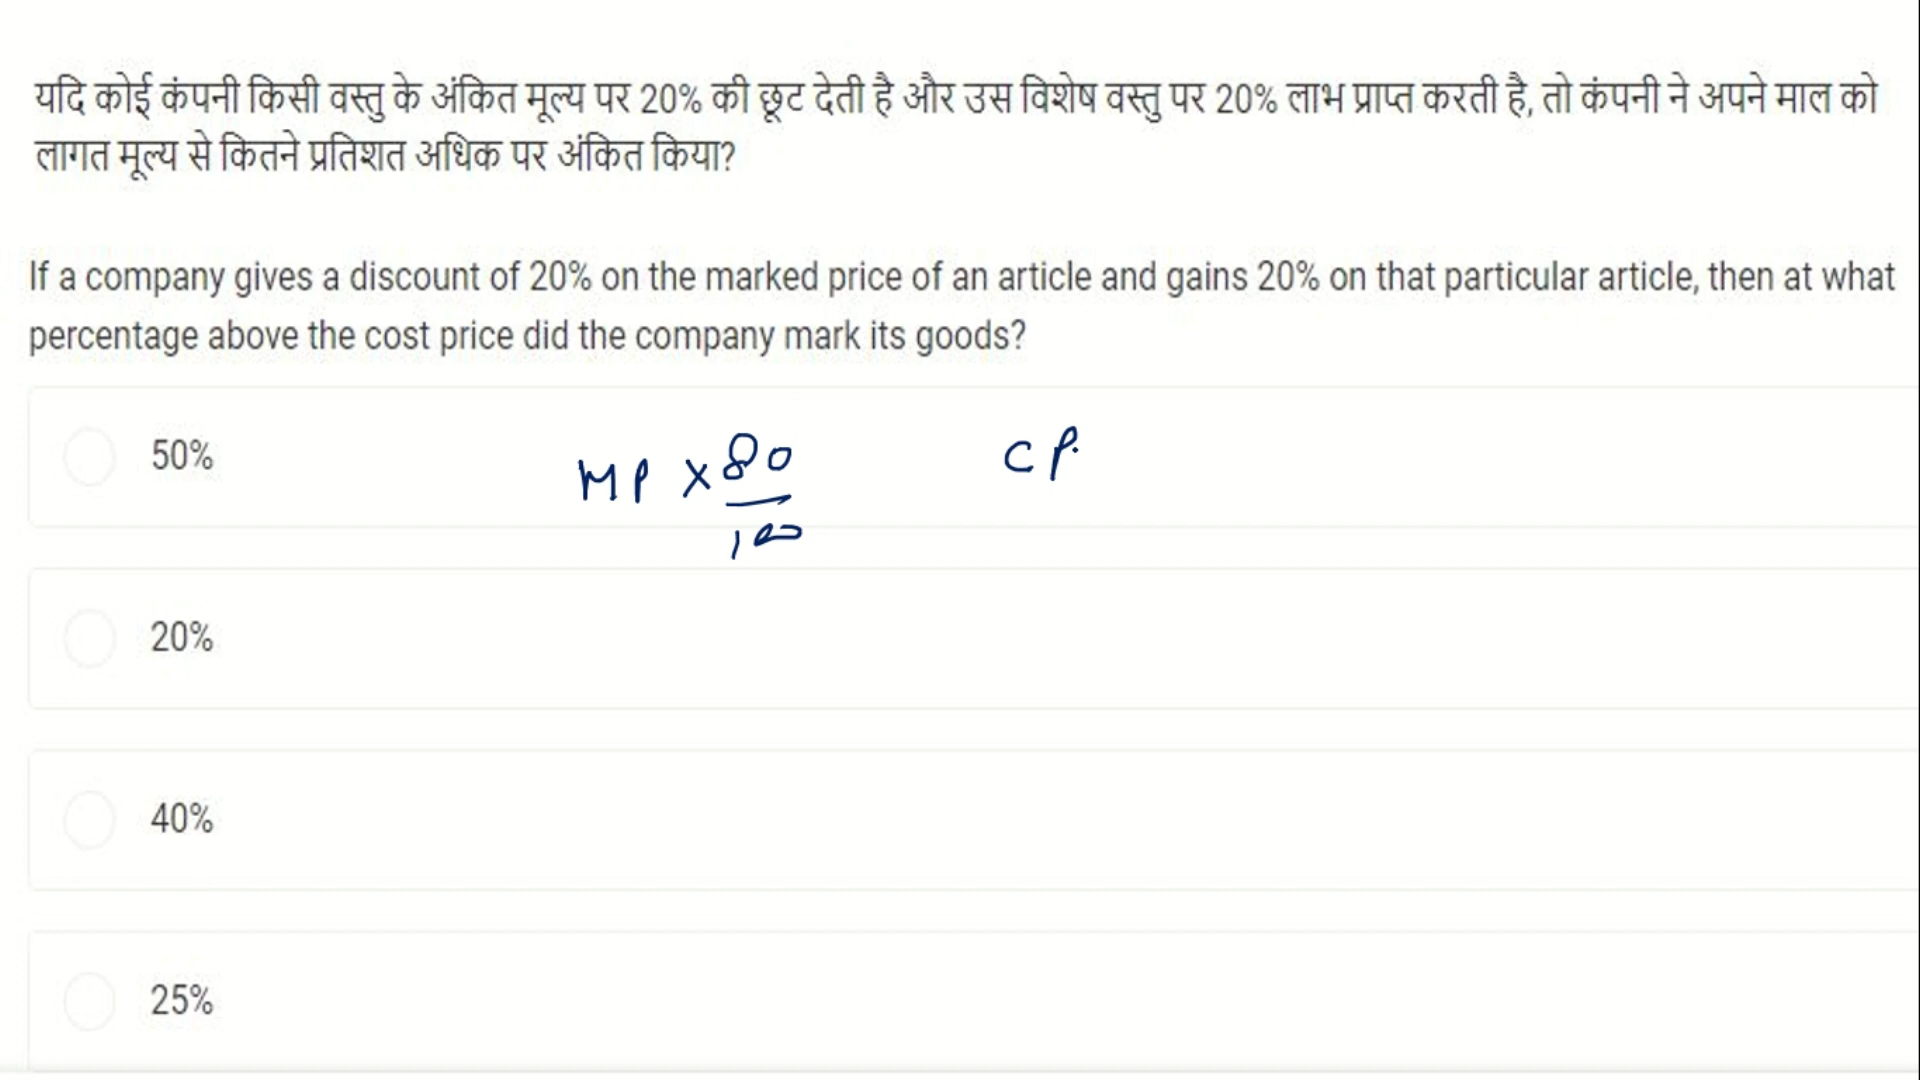 यदि कोई कंपनी किसी वस्तु के अंकित मूल्य पर 20% की छूट देती है और उस विशेष वस्तु पर 20% लाभ प्राप्त करती है, तो कंपनी ने अपने माल को
लागत मूल्य से कितने प्रतिशत अधिक पर अंकित किया?
If a company gives a discount of 20% on the marked price of an article and gains 20% on that particular article, then at what
percentage above the cost price did the company mark its goods?
50%
MP × 80
100
CP.
20%
40%
25%